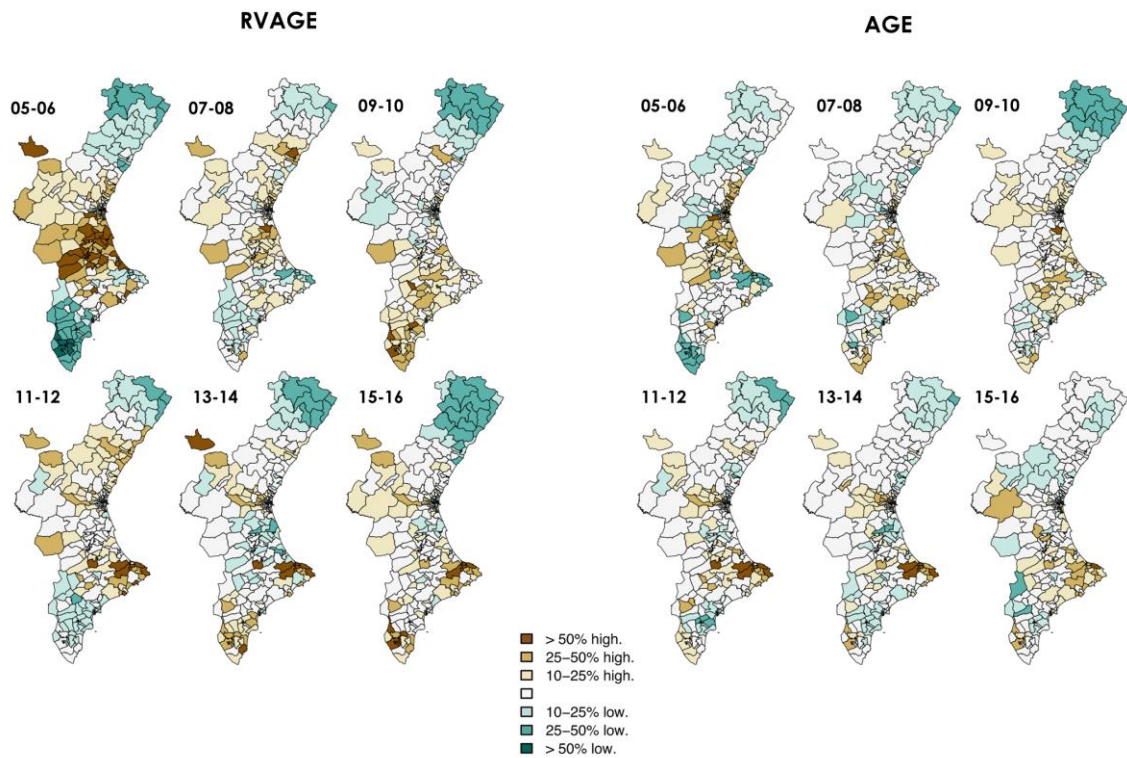 RVAGE
AGE
05-06
07-08
09-10
05-06
07-08
09-10
11-12
13-14
15-16
11-12
13-14
15-16
> 50% high.
25–50% high.
10–25% high.
10–25% low.
25–50% low.
> 50% low.